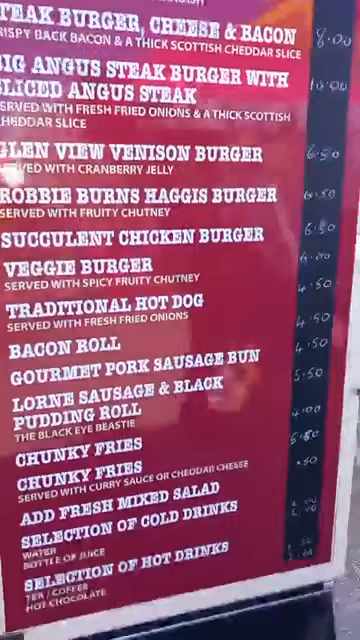 TEAK BURGER, CHEESE & BACON 8.00
RISPY BACK BACON & A THICK SCOTTISH CHEDDAR SLICE
BIG ANGUS STEAK BURGER WITH 10.00
SLICED ANGUS STEAK
SERVED WITH FRESH FRIED ONIONS & A THICK SCOTTISH
HEDDAR SLICE
GLEN VIEW VENISON BURGER 6.50
VED WITH CRANBERRY JELLY
ROBBIE BURNS HAGGIS BURGER 6.50
SERVED WITH FRUITY CHUTNEY
SUCCULENT CHICKEN BURGER 6.50
VEGGIE BURGER 6.00
SERVED WITH SPICY FRUITY CHUTNEY
TRADITIONAL HOT DOG 4.50
SERVED WITH FRESH FRIED ONIONS
BACON ROLL 4.50
GOURMET PORK SAUSAGE BUN 4.50
LORNE SAUSAGE & BLACK 5.50
PUDDING ROLL
THE BLACK EYE BEASTIE
CHUNKY FRIES 4.00
CHUNKY FRIES
SERVED WITH CURRY SAUCE OR CHEDDAR CHEESE
ADD FRESH MIXED SALAD .50
SELECTION OF COLD DRINKS
WATER
BOTTLE OF JUICE
SELECTION OF HOT DRINKS
TEA / COFFEE
HOT CHOCOLATE